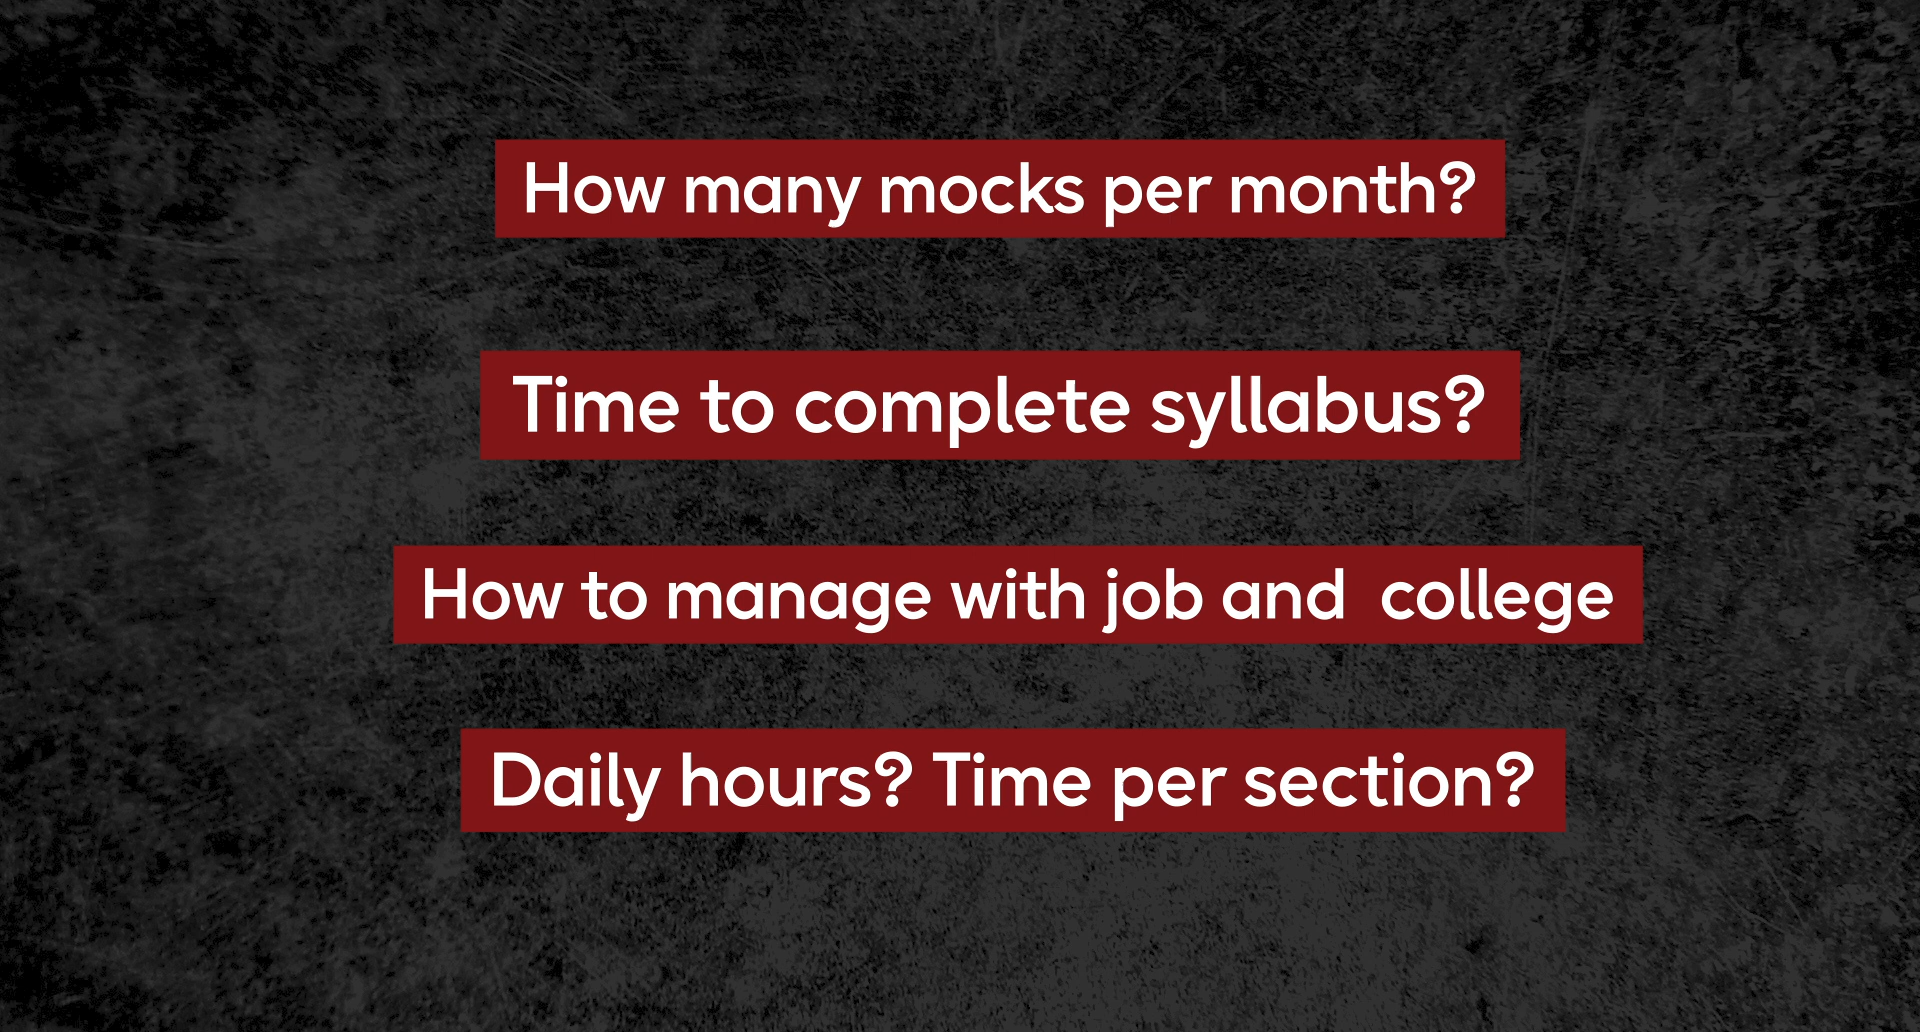 How many mocks per month?
Time to complete syllabus?
How to manage with job and  college
Daily hours? Time per section?